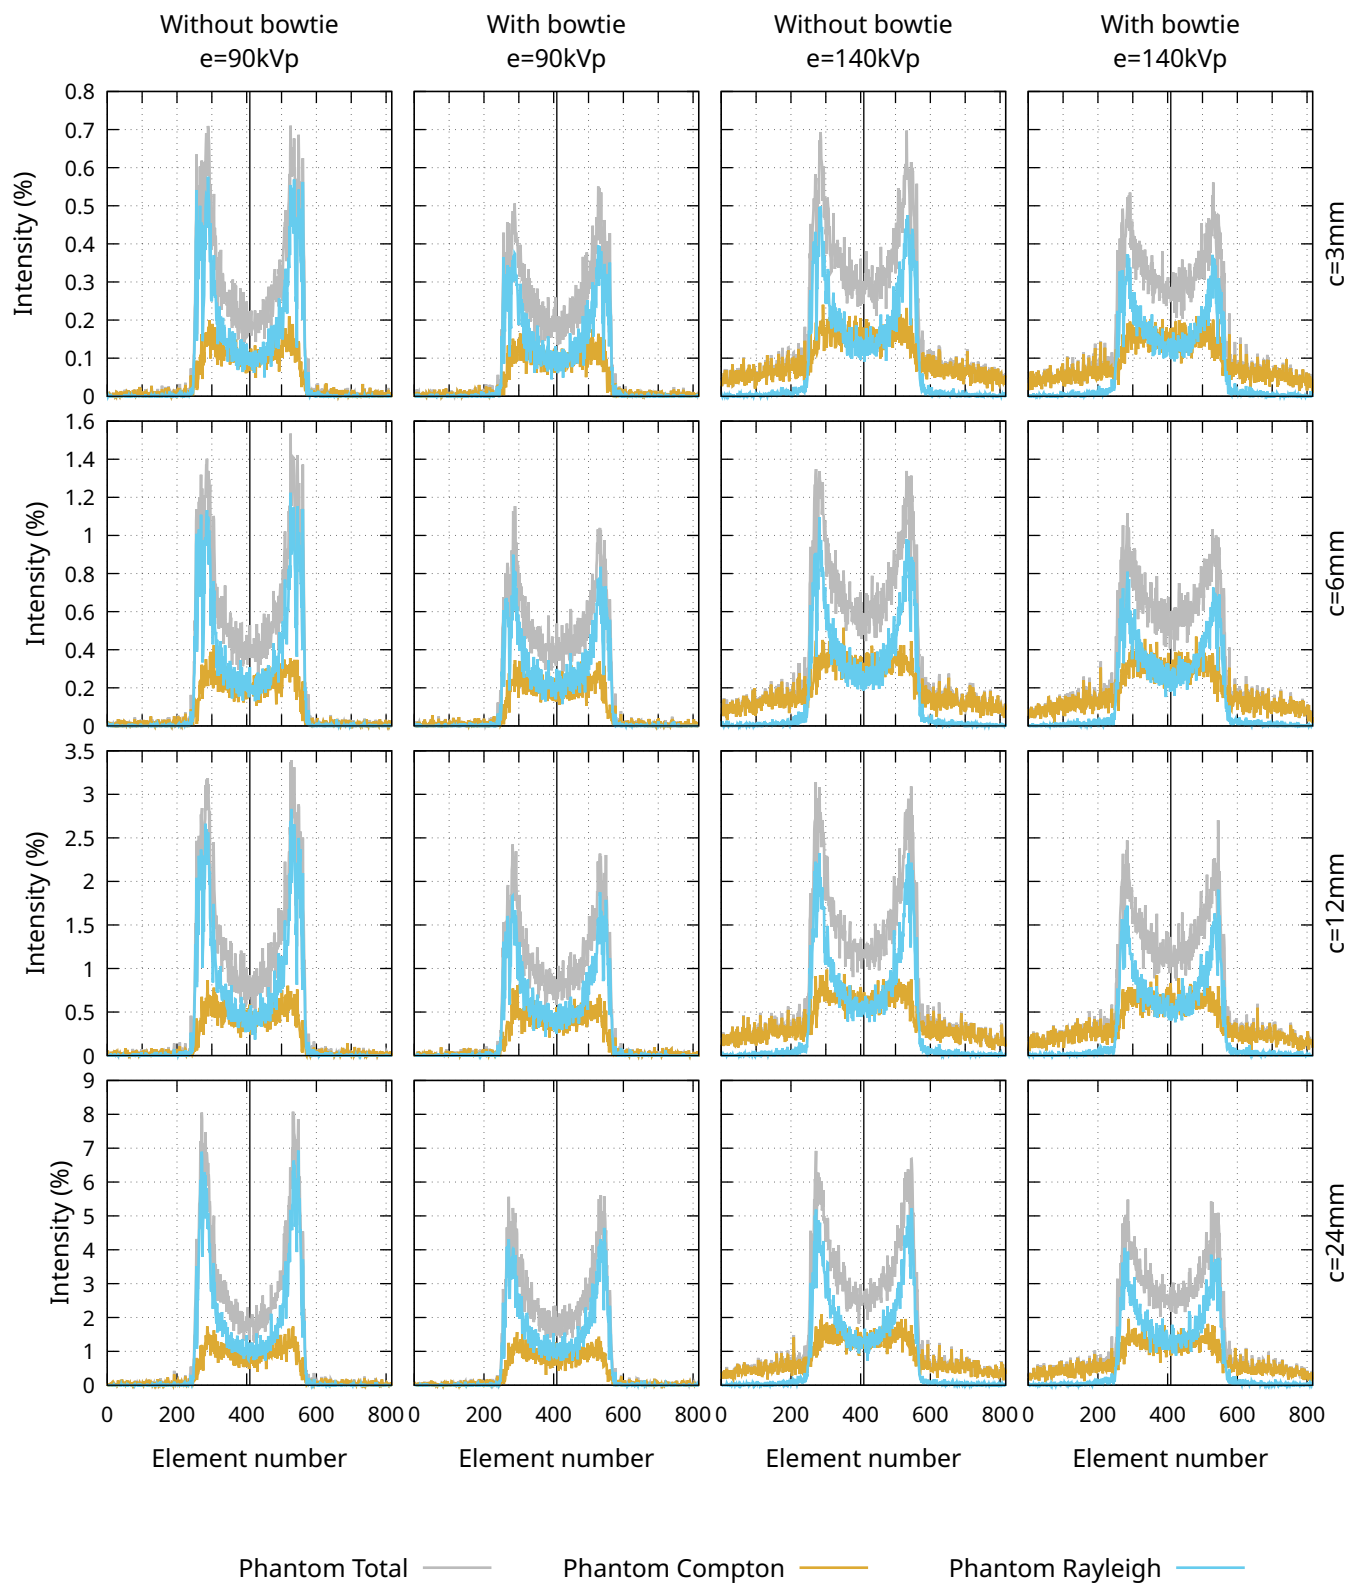 Without bowtie
e=90kVp
With bowtie
e=90kVp
Without bowtie
e=140kVp
With bowtie
e=140kVp
Intensity (%)
0.8
0.7
0.6
0.5
0.4
0.3
0.2
0.1
0
c=3mm
Intensity (%)
1.6
1.4
1.2
1
0.8
0.6
0.4
0.2
0
c=6mm
Intensity (%)
3.5
3
2.5
2
1.5
1
0.5
0
c=12mm
Intensity (%)
9
8
7
6
5
4
3
2
1
0
c=24mm
0 200 400 600 800
0 200 400 600 800
0 200 400 600 800
0 200 400 600 800
Element number
Element number
Element number
Element number
Phantom Total
Phantom Compton
Phantom Rayleigh